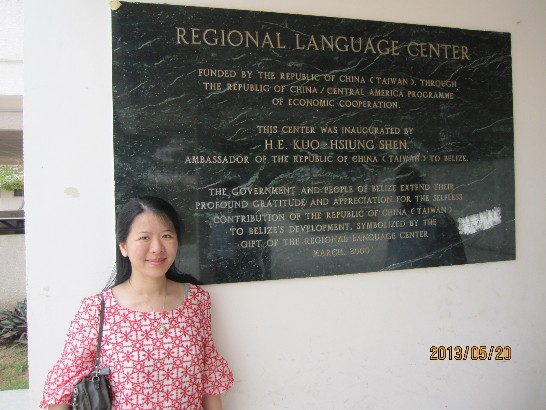 REGIONAL LANGUAGE CENTER
FUNDED BY THE REPUBLIC OF CHINA (TAIWAN), THROUGH
THE REPUBLIC OF CHINA/CENTRAL AMERICA PROGRAMME
OF ECONOMIC COOPERATION.
THIS CENTER WAS INAUGURATED BY
H.E. KUO-HSIUNG SHEN,
AMBASSADOR OF THE REPUBLIC OF CHINA (TAIWAN) TO BELIZE.
THE GOVERNMENT AND PEOPLE OF BELIZE EXTEND THEIR
PROFOUND GRATITUDE AND APPRECIATION FOR THE SELFLESS
CONTRIBUTION OF THE REPUBLIC OF CHINA (TAIWAN)
TO BELIZE'S DEVELOPMENT, SYMBOLIZED BY THE
GIFT OF THE REGIONAL LANGUAGE CENTER.
MARCH, 2000
2013/05/20